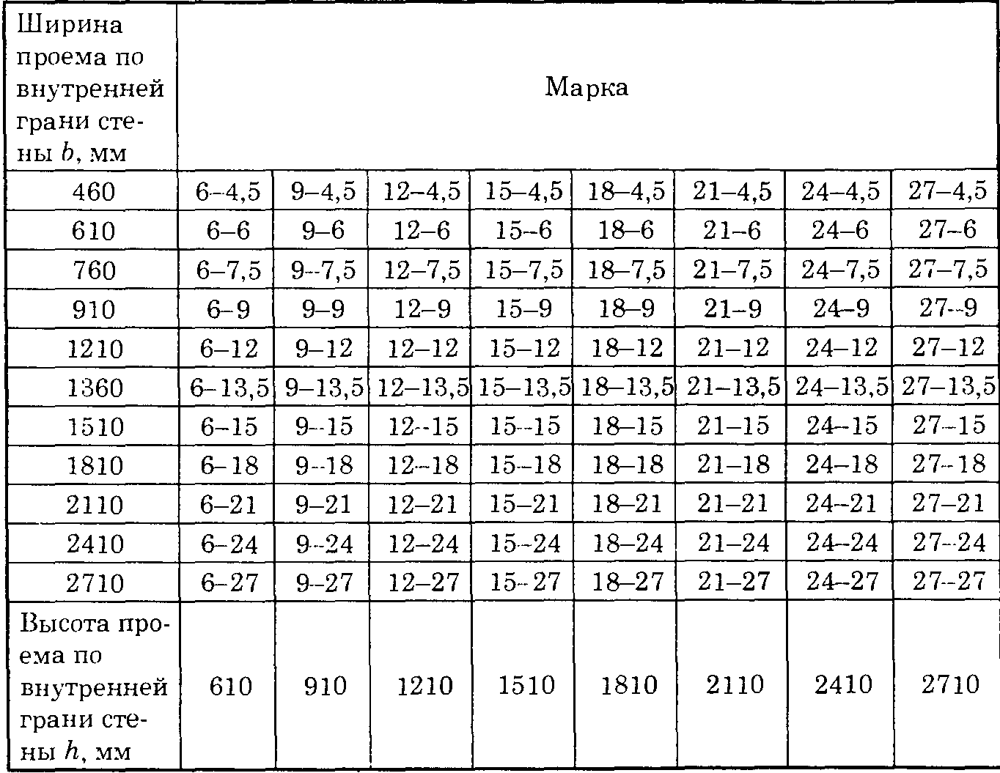 Ширина
проема по
внутренней
грани сте-
ны b, мм
Марка
460 6–4,5 9–4,5 12–4,5 15–4,5 18–4,5 21–4,5 24–4,5 27–4,5
610 6–6 9–6 12–6 15–6 18–6 21–6 24–6 27–6
760 6–7,5 9–7,5 12–7,5 15–7,5 18–7,5 21–7,5 24–7,5 27–7,5
910 6–9 9–9 12–9 15–9 18–9 21–9 24–9 27–9
1210 6–12 9–12 12–12 15–12 18–12 21–12 24–12 27–12
1360 6–13,5 9–13,5 12–13,5 15–13,5 18–13,5 21–13,5 24–13,5 27–13,5
1510 6–15 9–15 12–15 15–15 18–15 21–15 24–15 27–15
1810 6–18 9–18 12–18 15–18 18–18 21–18 24–18 27–18
2110 6–21 9–21 12–21 15–21 18–21 21–21 24–21 27–21
2410 6–24 9–24 12–24 15–24 18–24 21–24 24–24 27–24
2710 6–27 9–27 12–27 15–27 18–27 21–27 24–27 27–27
Высота про-
ема по
внутренней
грани сте-
ны h, мм
610 910 1210 1510 1810 2110 2410 2710